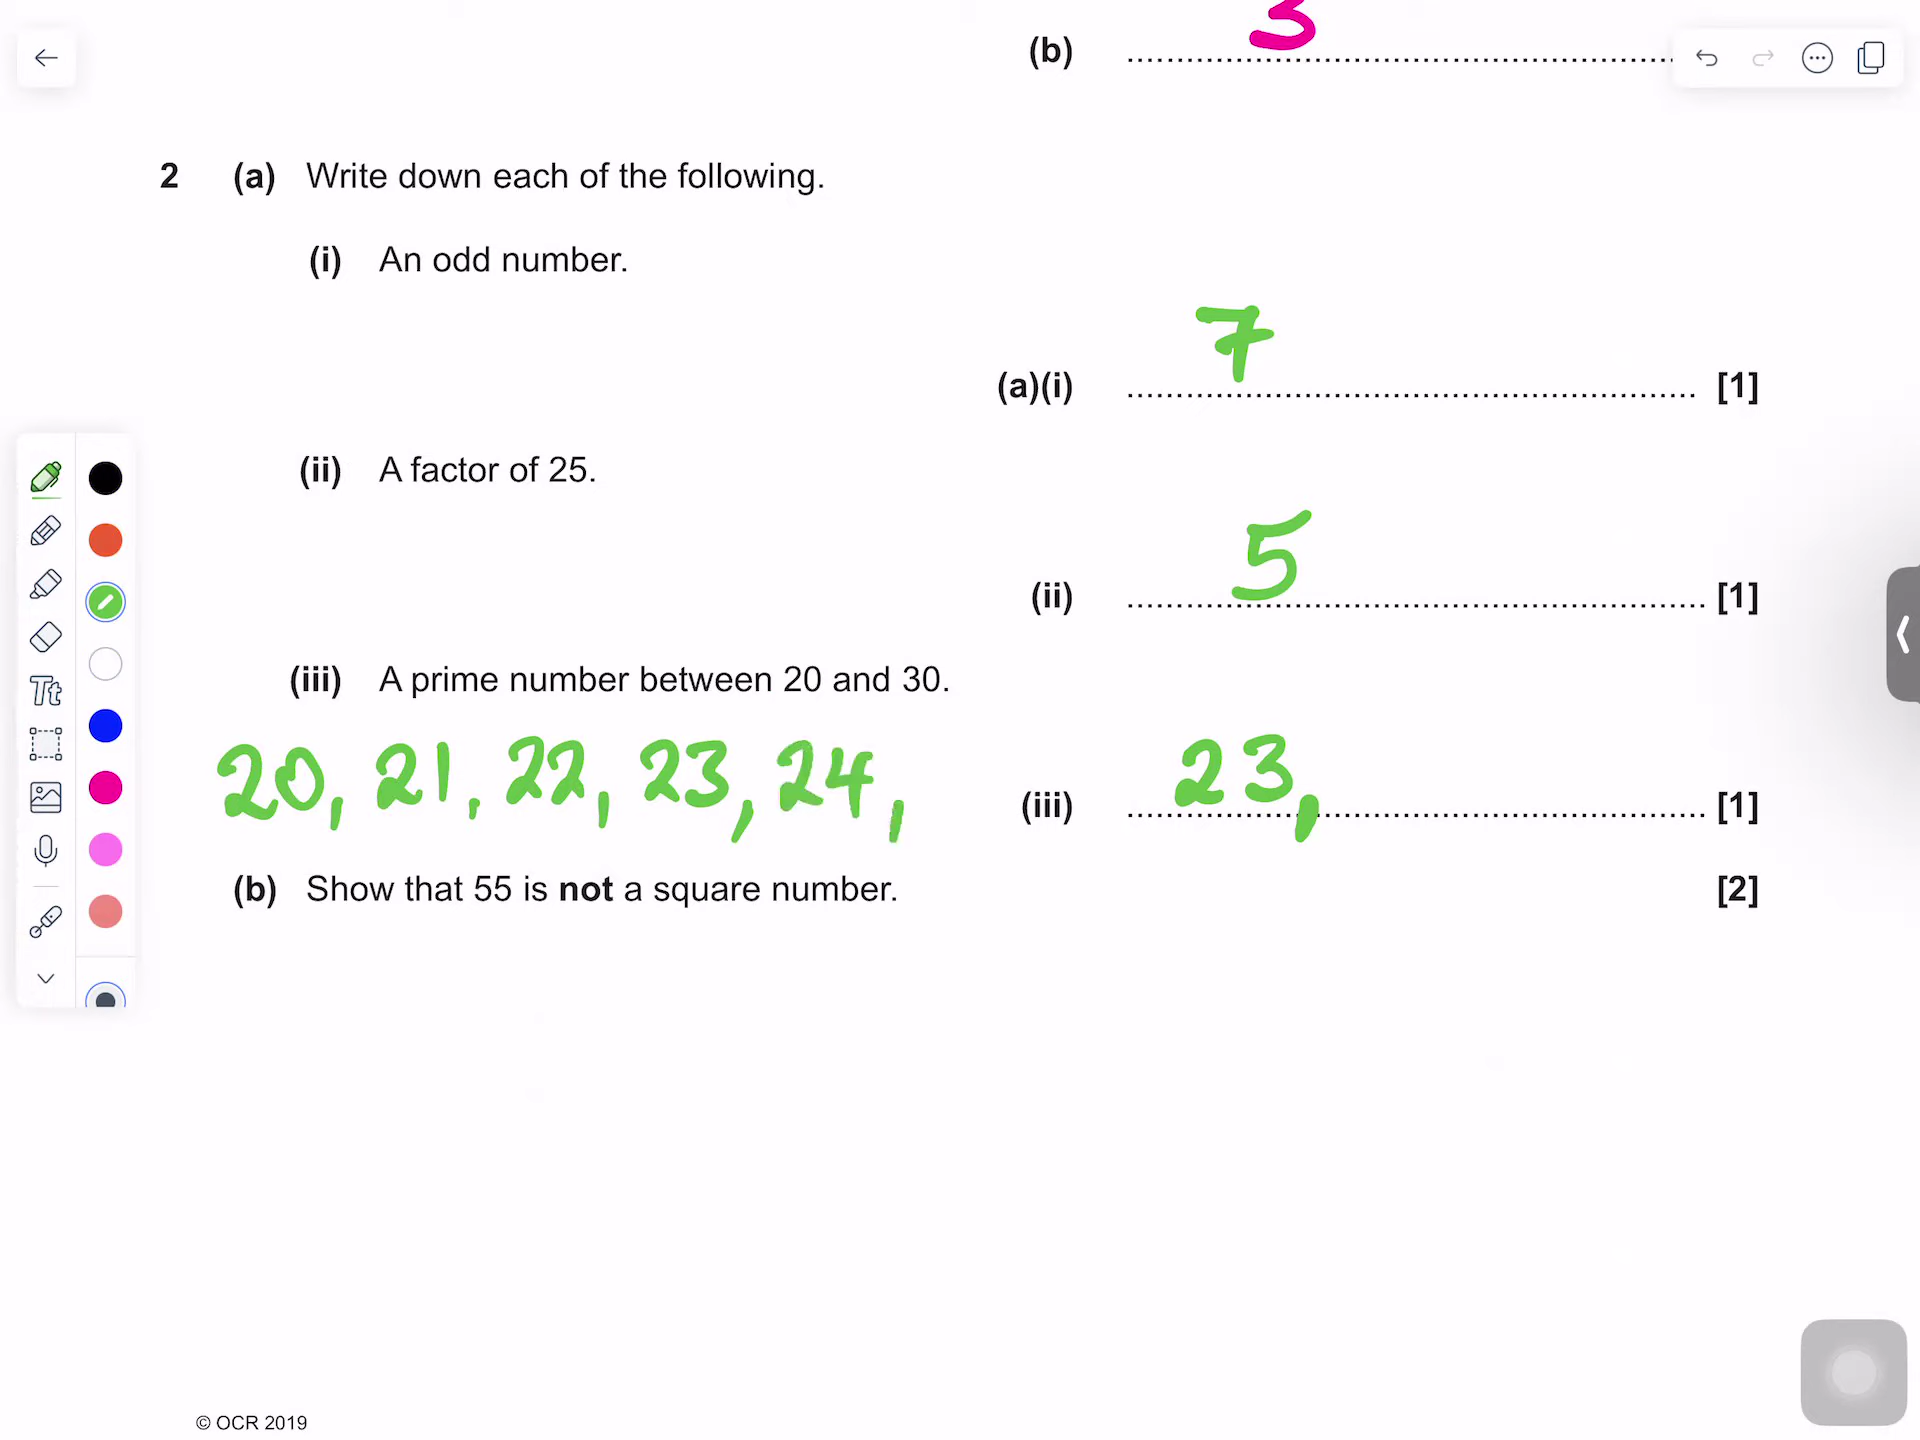 3
(b) ..................................................
2 (a) Write down each of the following.
(i) An odd number.
7
(a)(i) .................................................. [1]
(ii) A factor of 25.
5
(ii) .................................................. [1]
(iii) A prime number between 20 and 30.
20, 21, 22, 23, 24,
23,
(iii) .................................................. [1]
(b) Show that 55 is not a square number. [2]
Tt
© OCR 2019